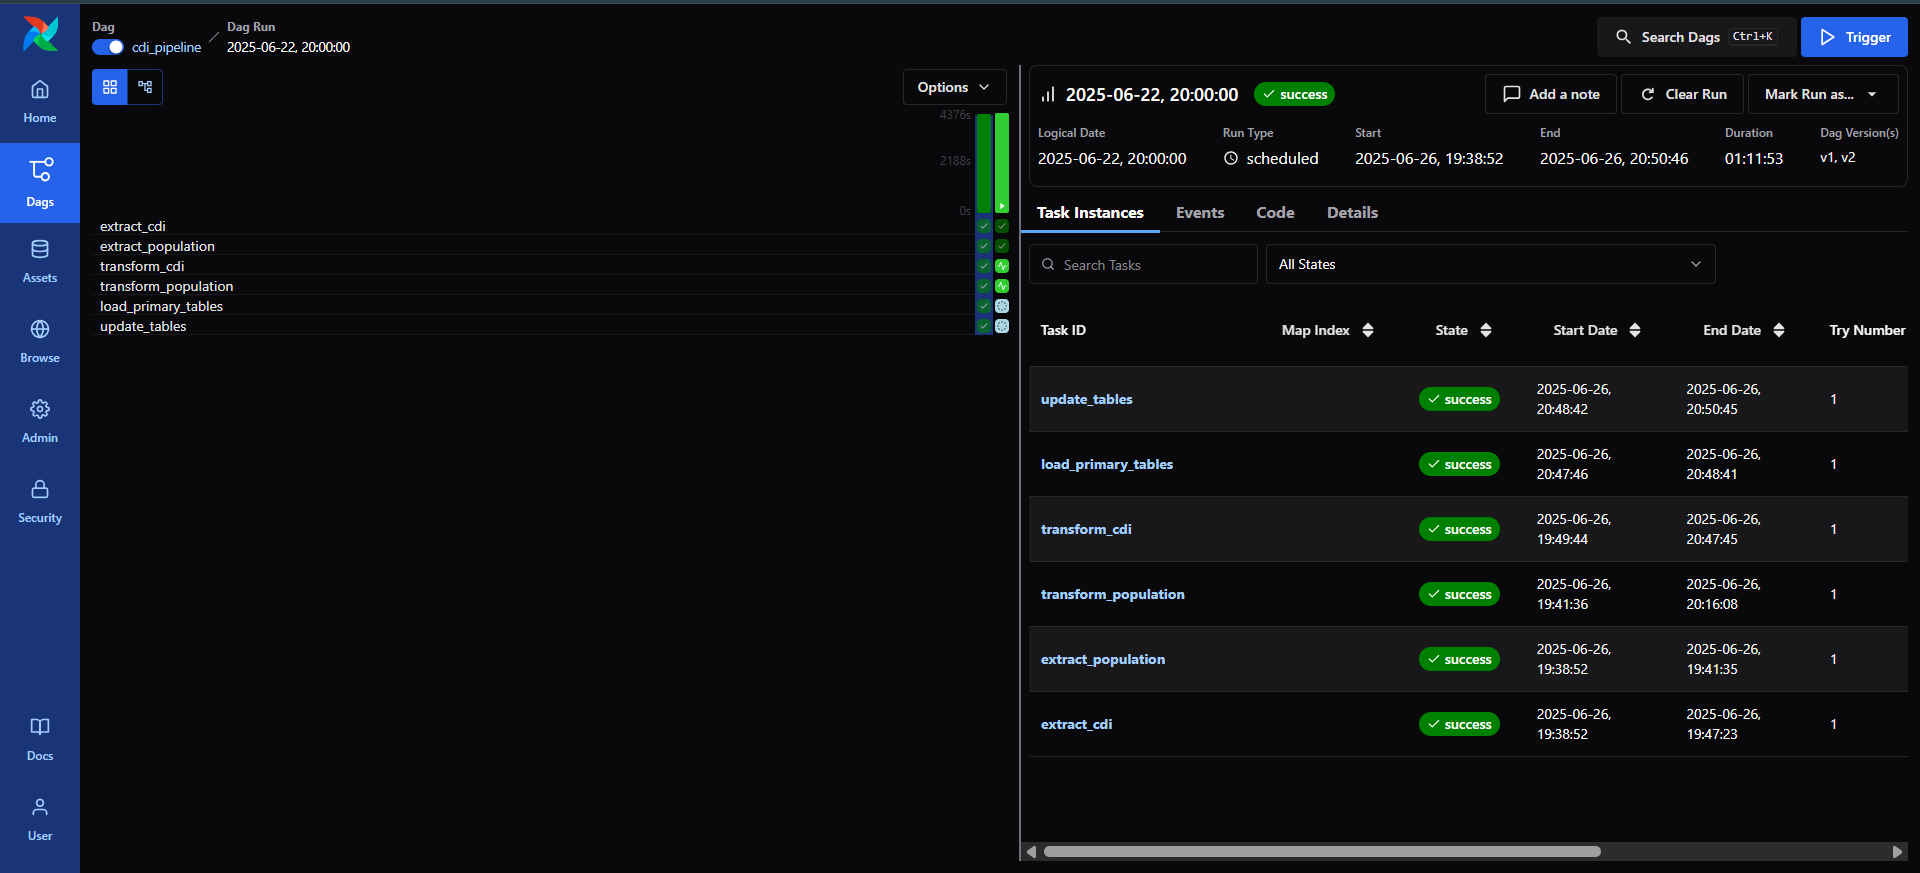 Dag
cdi_pipeline
Dag Run
2025-06-22, 20:00:00
Search Dags Ctrl+K
Trigger
Home
Dags
Assets
Browse
Admin
Security
Docs
User
Options
4376s
2188s
0s
extract_cdi
extract_population
transform_cdi
transform_population
load_primary_tables
update_tables
2025-06-22, 20:00:00 success
Add a note
Clear Run
Mark Run as...
Logical Date Run Type Start End Duration Dag Version(s)
2025-06-22, 20:00:00 scheduled 2025-06-26, 19:38:52 2025-06-26, 20:50:46 01:11:53 v1, v2
Task Instances Events Code Details
Search Tasks
All States
Task ID Map Index State Start Date End Date Try Number
update_tables success 2025-06-26, 20:48:42 2025-06-26, 20:50:45 1
load_primary_tables success 2025-06-26, 20:47:46 2025-06-26, 20:48:41 1
transform_cdi success 2025-06-26, 19:49:44 2025-06-26, 20:47:45 1
transform_population success 2025-06-26, 19:41:36 2025-06-26, 20:16:08 1
extract_population success 2025-06-26, 19:38:52 2025-06-26, 19:41:35 1
extract_cdi success 2025-06-26, 19:38:52 2025-06-26, 19:47:23 1